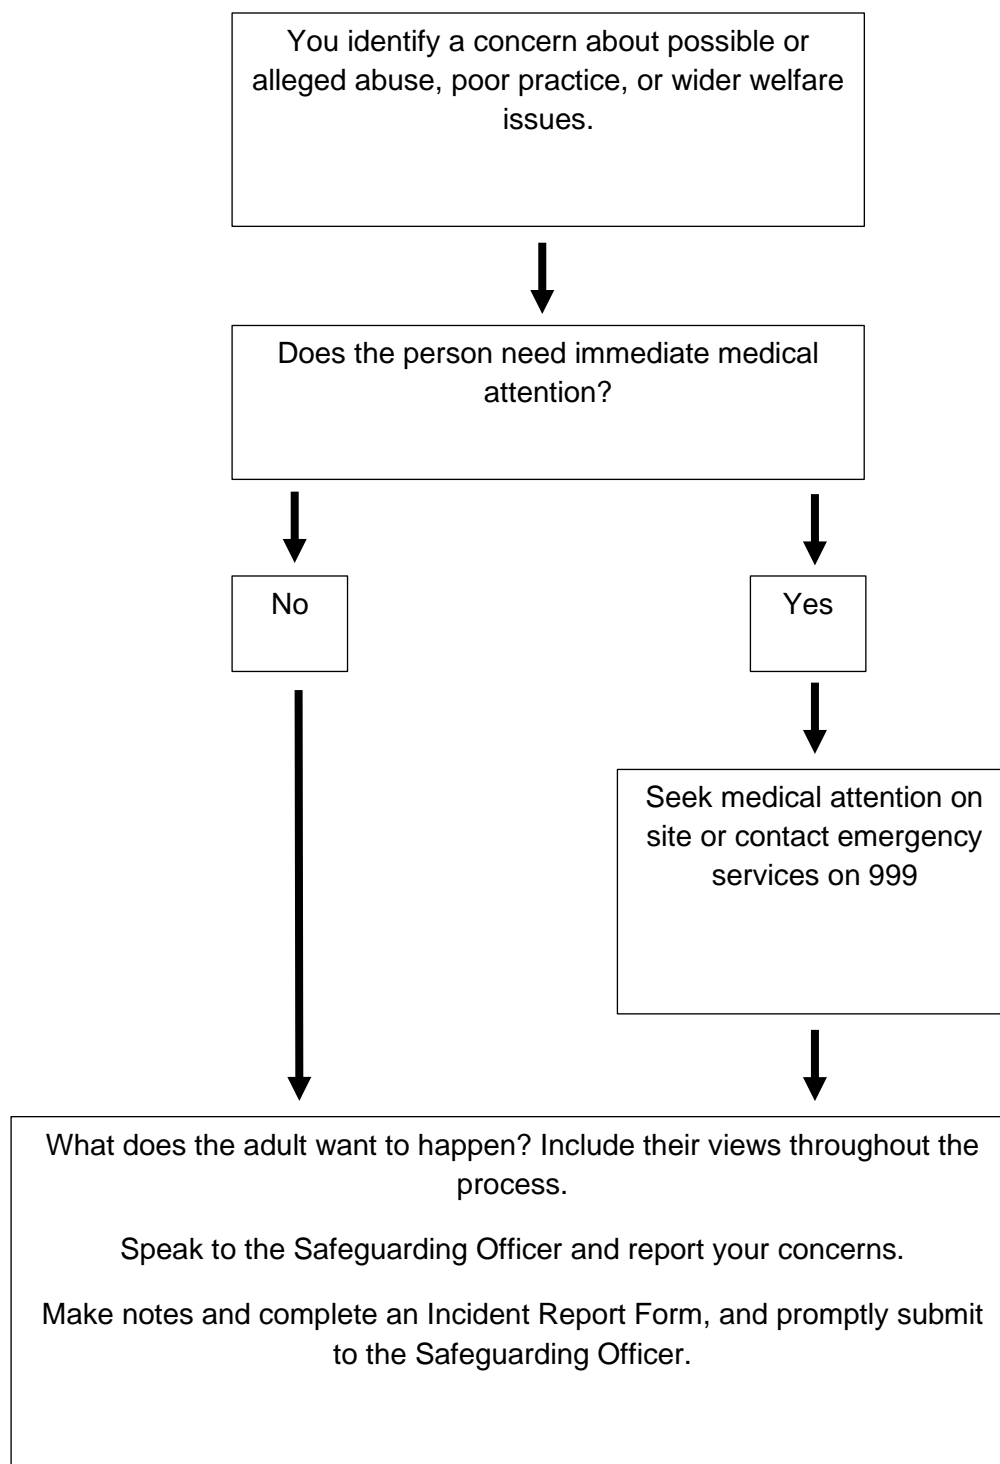 You identify a concern about possible or
alleged abuse, poor practice, or wider welfare
issues.
Does the person need immediate medical
attention?
No
Yes
Seek medical attention on
site or contact emergency
services on 999
What does the adult want to happen? Include their views throughout the
process.
Speak to the Safeguarding Officer and report your concerns.
Make notes and complete an Incident Report Form, and promptly submit
to the Safeguarding Officer.